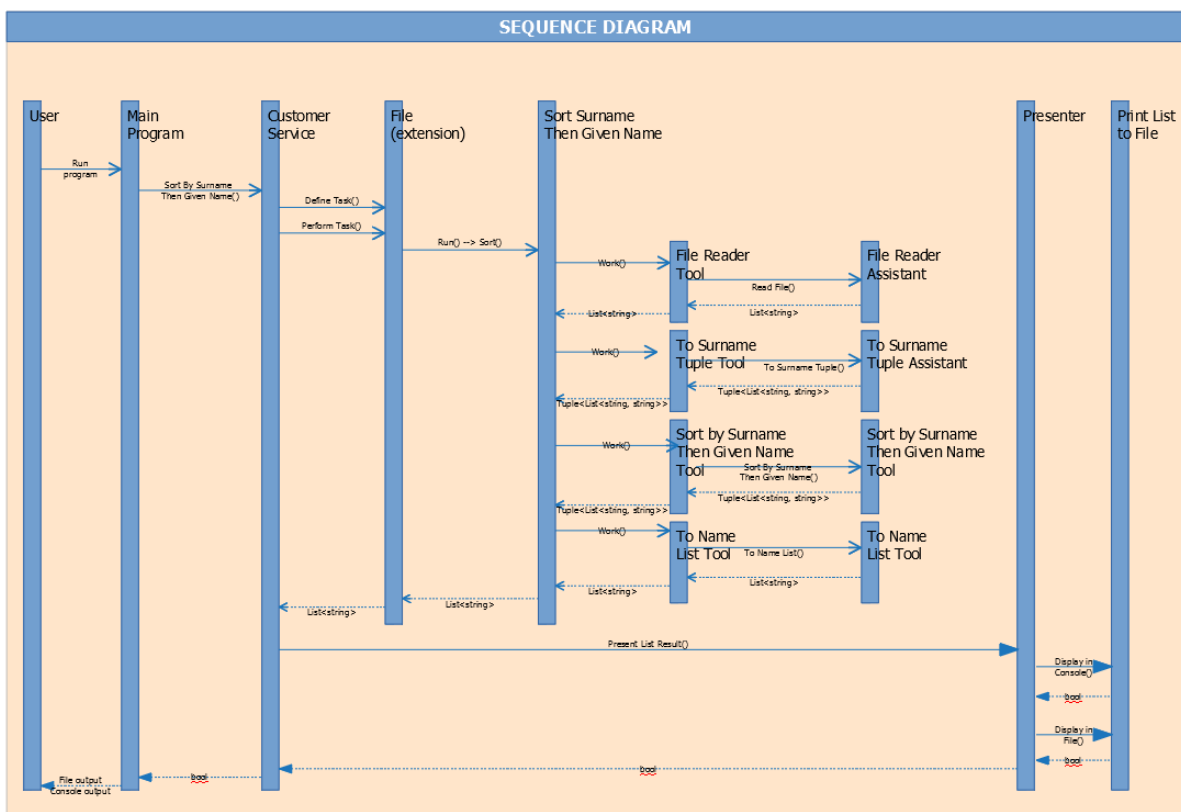 SEQUENCE DIAGRAM
User
Main
Program
Customer
Service
File
(extension)
Sort Surname
Then Given Name
Presenter
Print List
to File
Run
program
Sort By Surname
Then Given Name()
Define Task()
Perform Task()
Run() --> Sort()
File Reader
Tool
File Reader
Assistant
Work()
Read File()
List<string>
List<string>
To Surname
Tuple Tool
To Surname
Tuple Assistant
Work()
To Surname Tuple()
Tuple<List<string, string>>
Tuple<List<string, string>>
Sort by Surname
Then Given Name
Tool
Sort by Surname
Then Given Name
Tool
Work()
Sort By Surname
Then Given Name()
Tuple<List<string, string>>
Tuple<List<string, string>>
To Name
List Tool
To Name
List Tool
Work()
To Name List()
List<string>
List<string>
List<string>
List<string>
Present List Result()
Display in
Console()
bool
Display in
File()
bool
bool
bool
File output
Console output